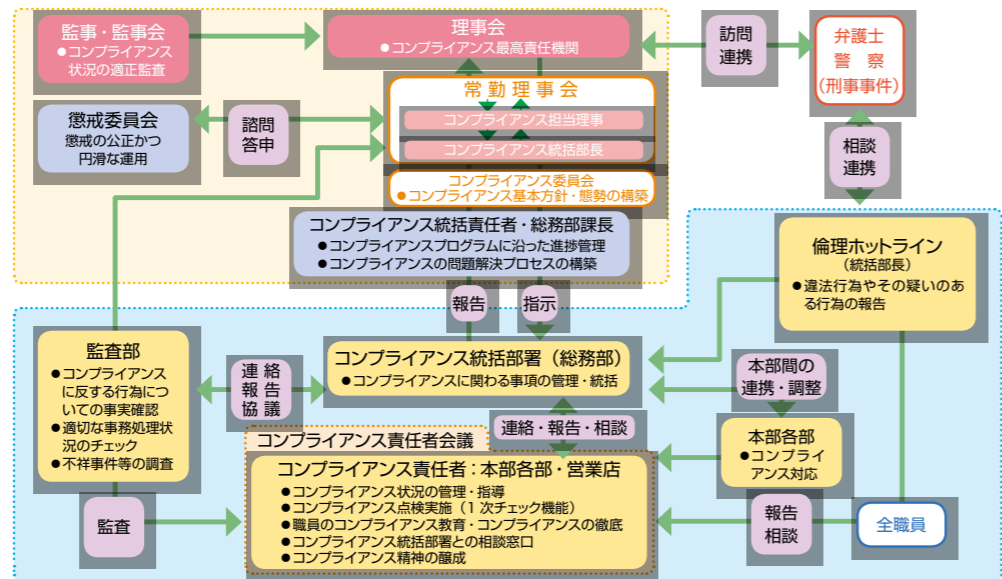 監事・監事会
●コンプライアンス
状況の適正監査
理事会
●コンプライアンス最高責任機関
訪問
連携
弁護士
警 察
(刑事事件)
懲戒委員会
懲戒の公正かつ
円滑な運用
諮問
答申
常勤理事会
コンプライアンス担当理事
コンプライアンス統括部長
コンプライアンス委員会
●コンプライアンス基本方針・態勢の構築
相談
連携
コンプライアンス統括責任者・総務部課長
●コンプライアンスプログラムに沿った進捗管理
●コンプライアンスの問題解決プロセスの構築
倫理ホットライン
(統括部長)
●違法行為やその疑いのあ
る行為の報告
報告
指示
監査部
●コンプライアンス
に反する行為につ
いての事実確認
●適切な事務処理状
況のチェック
●不祥事件等の調査
連 絡
報 告
協 議
コンプライアンス統括部署(総務部)
●コンプライアンスに関わる事項の管理・統括
本部間の
連携・調整
連絡・報告・相談
本部各部
●コンプライ
アンス対応
コンプライアンス責任者会議
コンプライアンス責任者:本部各部・営業店
●コンプライアンス状況の管理・指導
●コンプライアンス点検実施(1次チェック機能)
●職員のコンプライアンス教育・コンプライアンスの徹底
●コンプライアンス統括部署との相談窓口
●コンプライアンス精神の醸成
監査
報告
相談
全職員